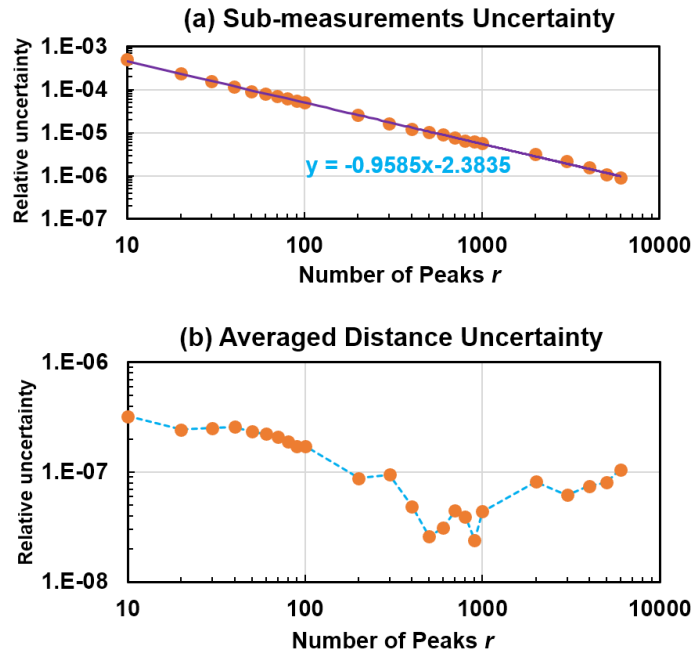 (a) Sub-measurements Uncertainty
Relative uncertainty
1.E-03
1.E-04
1.E-05
1.E-06
1.E-07
y = -0.9585x-2.3835
10 100 1000 10000
Number of Peaks r
(b) Averaged Distance Uncertainty
Relative uncertainty
1.E-06
1.E-07
1.E-08
10 100 1000 10000
Number of Peaks r